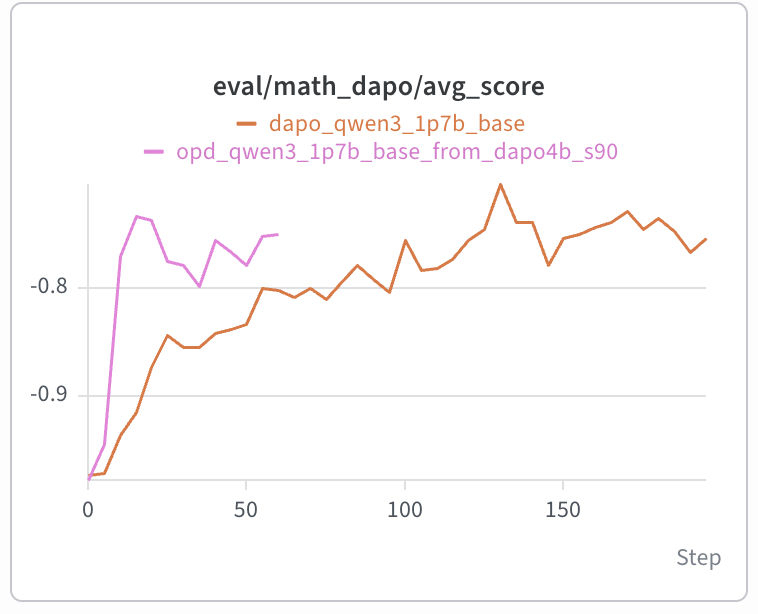 eval/math_dapo/avg_score
dapo_qwen3_1p7b_base
opd_qwen3_1p7b_base_from_dapo4b_s90
-0.8
-0.9
0 50 100 150
Step